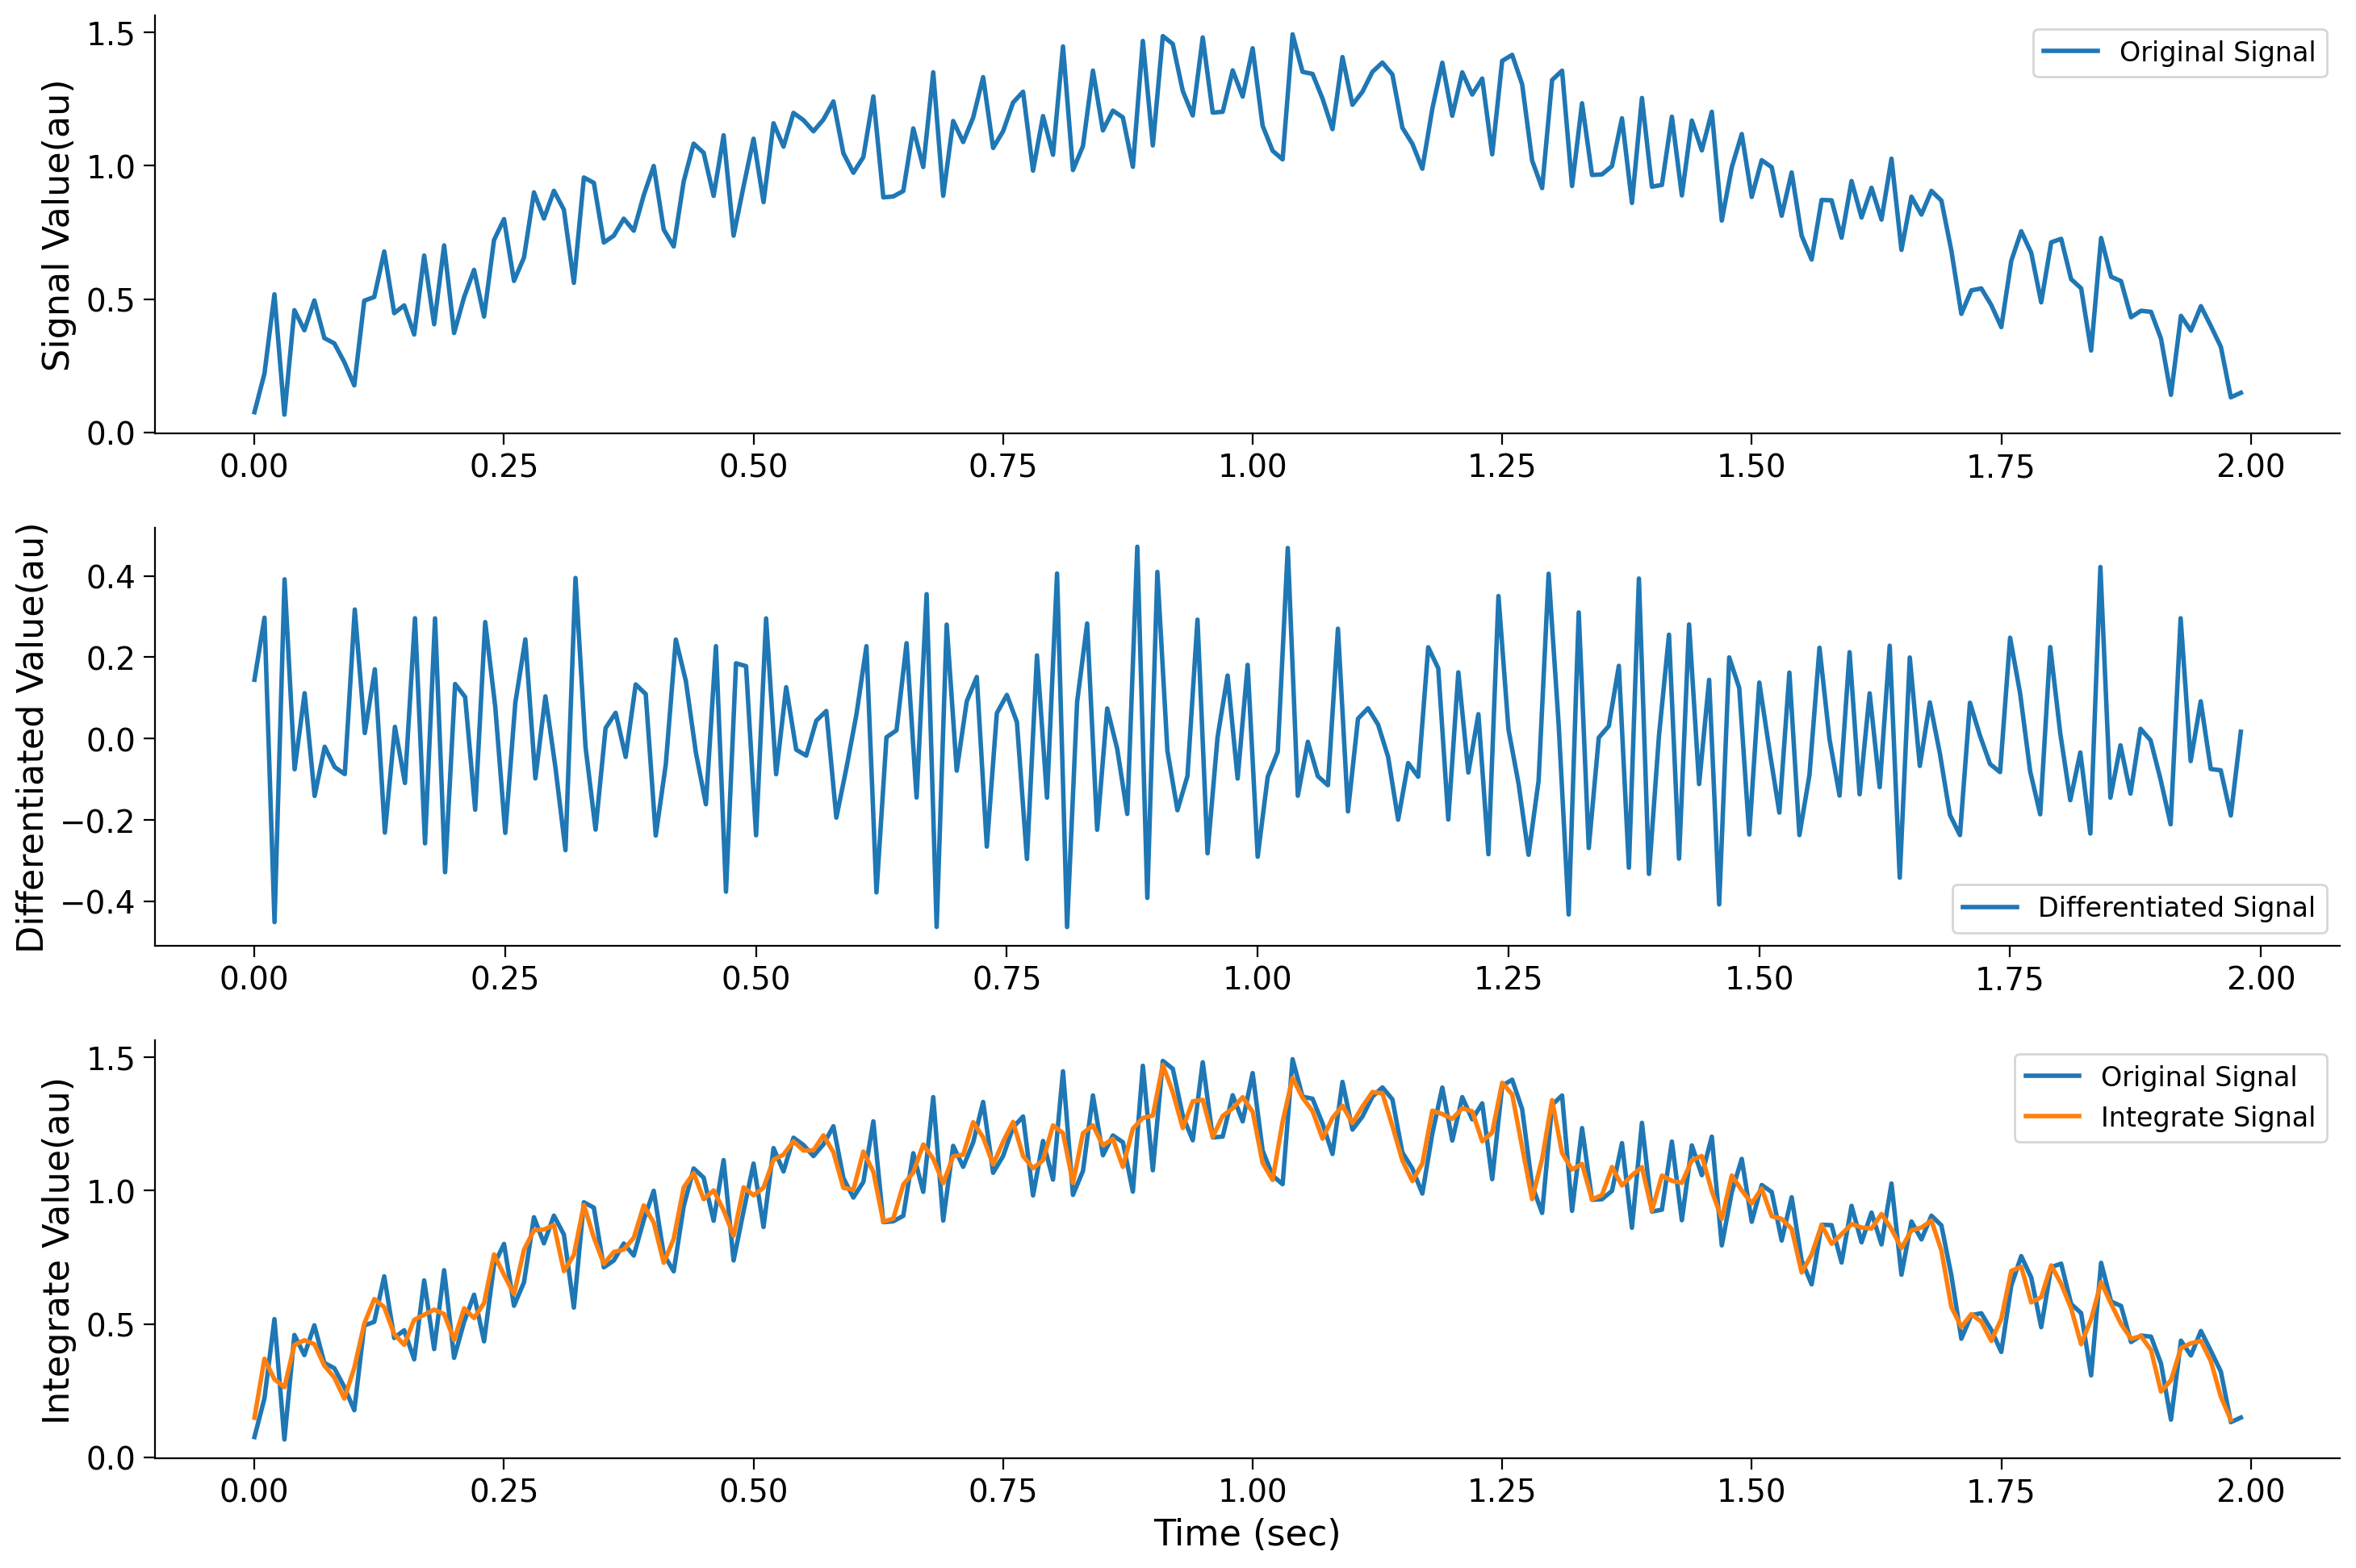 Signal Value(au)
1.5
1.0
0.5
0.0
Original Signal
0.00 0.25 0.50 0.75 1.00 1.25 1.50 1.75 2.00
Differentiated Value(au)
0.4
0.2
0.0
−0.2
−0.4
Differentiated Signal
0.00 0.25 0.50 0.75 1.00 1.25 1.50 1.75 2.00
Integrate Value(au)
1.5
1.0
0.5
0.0
Original Signal
Integrate Signal
0.00 0.25 0.50 0.75 1.00 1.25 1.50 1.75 2.00
Time (sec)